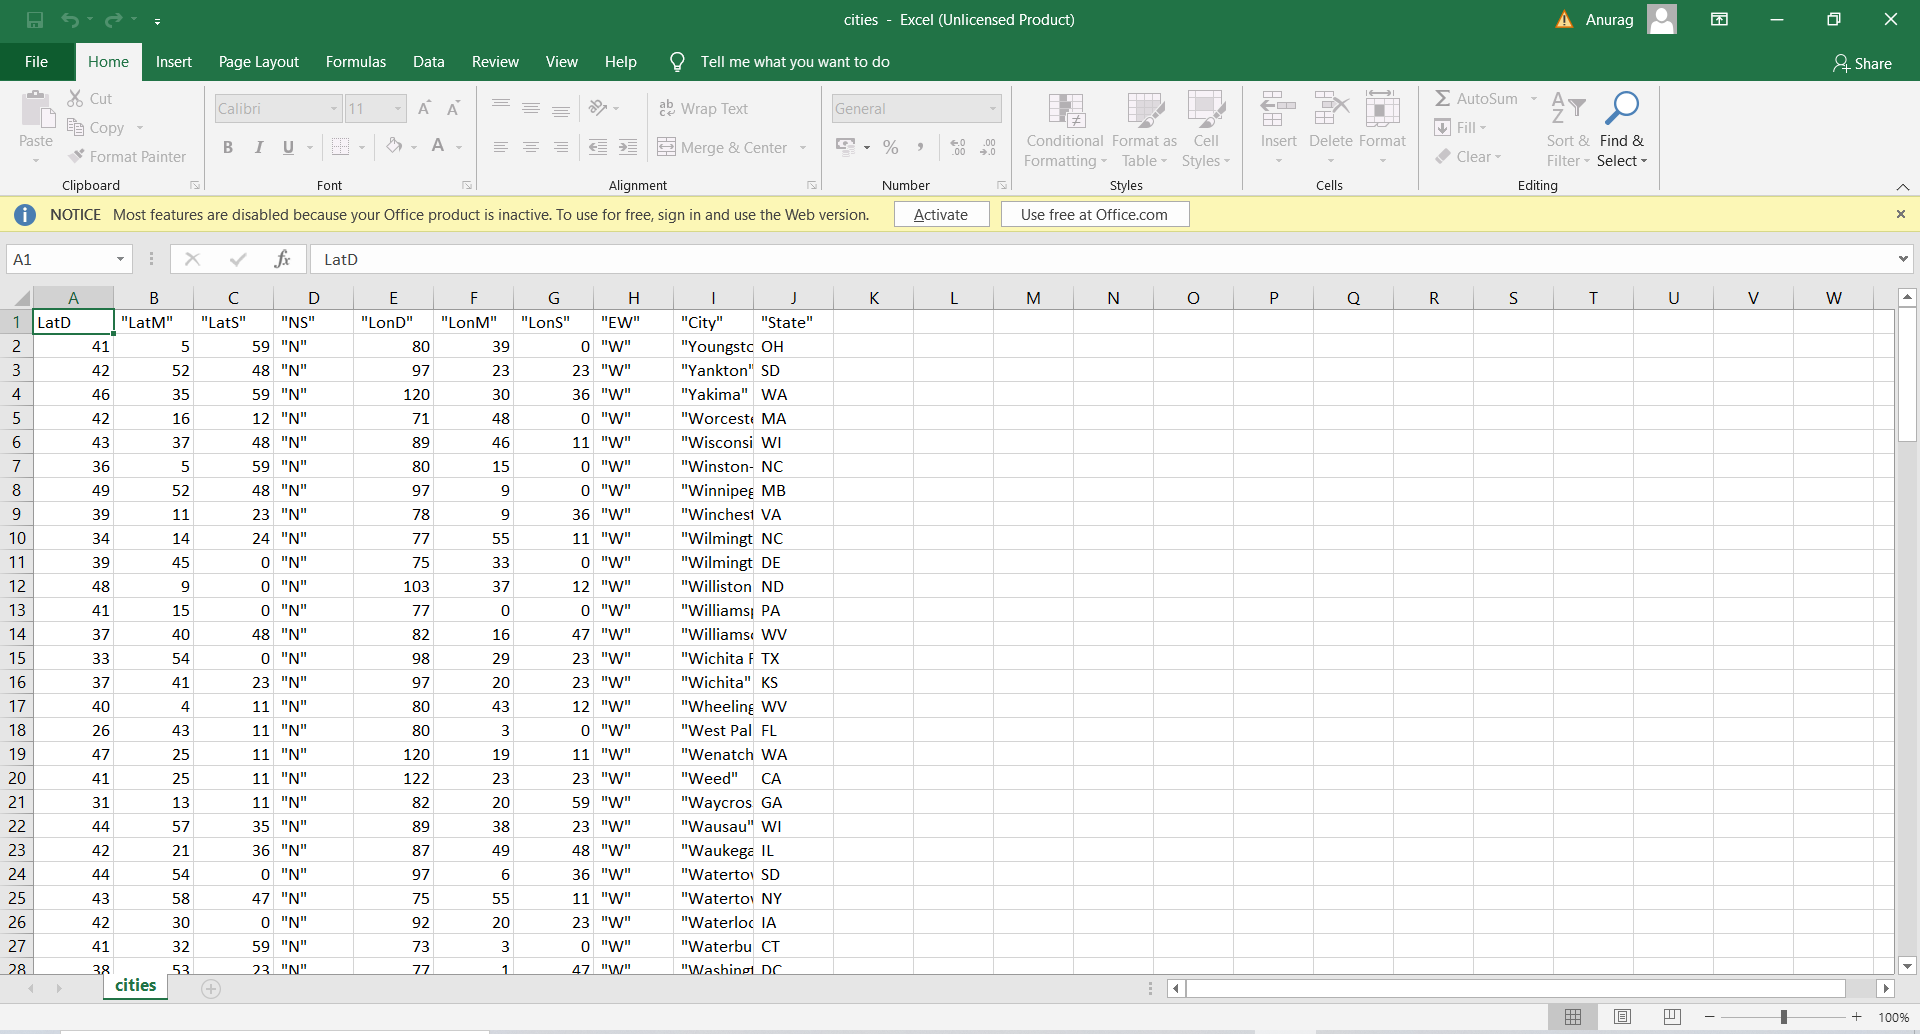 cities - Excel (Unlicensed Product)
Anurag
File Home Insert Page Layout Formulas Data Review View Help Tell me what you want to do
Share
Paste
Cut
Copy
Format Painter
Clipboard
Calibri 11
B I U A
Font
ab Wrap Text
Merge & Center
Alignment
General
% , .00 .00
Number
Conditional Formatting
Format as Table
Cell Styles
Styles
Insert Delete Format
Cells
AutoSum
Fill
Clear
Sort & Filter
Find & Select
Editing
NOTICE Most features are disabled because your Office product is inactive. To use for free, sign in and use the Web version. Activate Use free at Office.com
A1 fx LatD
A B C D E F G H I J K L M N O P Q R S T U V W
1 LatD "LatM" "LatS" "NS" "LonD" "LonM" "LonS" "EW" "City" "State"
2 41 5 59 "N" 80 39 0 "W" "Youngsto OH
3 42 52 48 "N" 97 23 23 "W" "Yankton" SD
4 46 35 59 "N" 120 30 36 "W" "Yakima" WA
5 42 16 12 "N" 71 48 0 "W" "Worceste MA
6 43 37 48 "N" 89 46 11 "W" "Wisconsi WI
7 36 5 59 "N" 80 15 0 "W" "Winston- NC
8 49 52 48 "N" 97 9 0 "W" "Winnipeg MB
9 39 11 23 "N" 78 9 36 "W" "Winchest VA
10 34 14 24 "N" 77 55 11 "W" "Wilmingt NC
11 39 45 0 "N" 75 33 0 "W" "Wilmingt DE
12 48 9 0 "N" 103 37 12 "W" "Williston ND
13 41 15 0 "N" 77 0 0 "W" "Williamsp PA
14 37 40 48 "N" 82 16 47 "W" "Williamso WV
15 33 54 0 "N" 98 29 23 "W" "Wichita F TX
16 37 41 23 "N" 97 20 23 "W" "Wichita" KS
17 40 4 11 "N" 80 43 12 "W" "Wheeling WV
18 26 43 11 "N" 80 3 0 "W" "West Pal FL
19 47 25 11 "N" 120 19 11 "W" "Wenatch WA
20 41 25 11 "N" 122 23 23 "W" "Weed" CA
21 31 13 11 "N" 82 20 59 "W" "Waycros GA
22 44 57 35 "N" 89 38 23 "W" "Wausau" WI
23 42 21 36 "N" 87 49 48 "W" "Waukega IL
24 44 54 0 "N" 97 6 36 "W" "Watertow SD
25 43 58 47 "N" 75 55 11 "W" "Watertow NY
26 42 30 0 "N" 92 20 23 "W" "Waterloo IA
27 41 32 59 "N" 73 3 0 "W" "Waterbu CT
28 38 53 23 "N" 77 1 47 "W" "Washingt DC
cities
100%